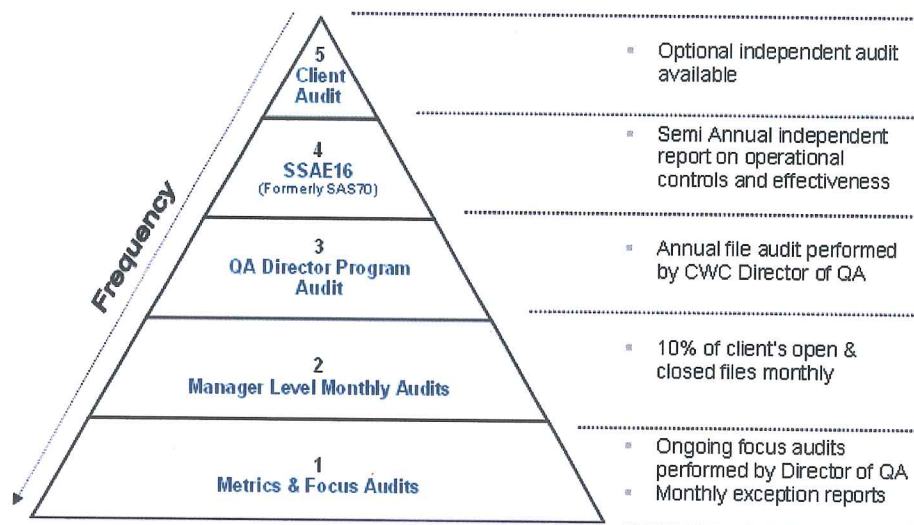 5
Client
Audit
Optional independent audit
available
4
SSAE16
(Formerly SAS70)
Semi Annual independent
report on operational
controls and effectiveness
Frequency
3
QA Director Program
Audit
Annual file audit performed
by CWC Director of QA
2
Manager Level Monthly Audits
10% of client's open &
closed files monthly
1
Metrics & Focus Audits
Ongoing focus audits
performed by Director of QA
Monthly exception reports